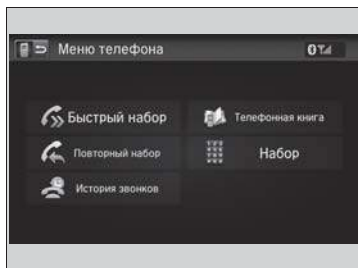 Меню телефона
Быстрый набор
Телефонная книга
Повторный набор
Набор
История звонков